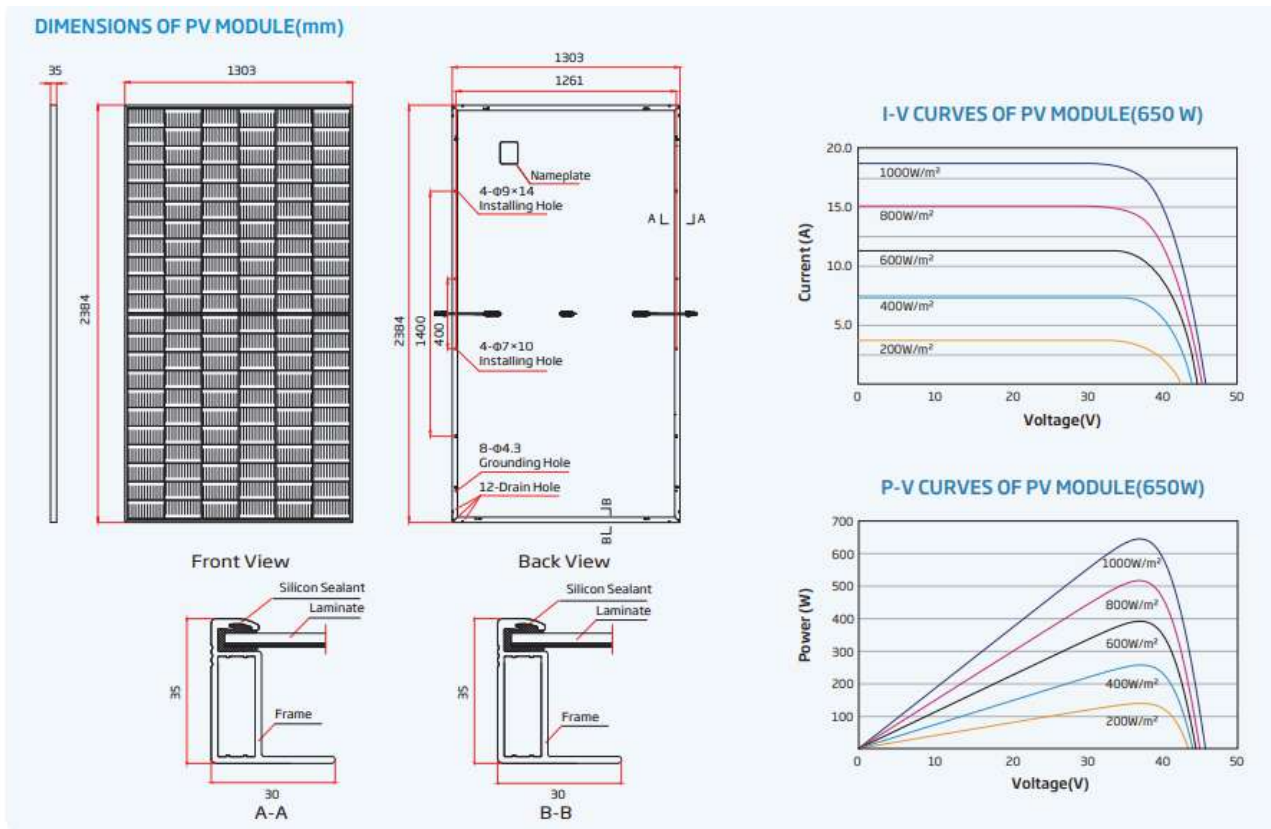 DIMENSIONS OF PV MODULE(mm)
35
1303
2384
Front View
1303
1261
2384
1400
400
Nameplate
4-Φ9×14
Installing Hole
A
A
4-Φ7×10
Installing Hole
8-Φ4.3
Grounding Hole
12-Drain Hole
B
B
Back View
Silicon Sealant
Laminate
35
Frame
30
A-A
Silicon Sealant
Laminate
35
Frame
30
B-B
I-V CURVES OF PV MODULE(650 W)
Current (A)
20.0
15.0
10.0
5.0
1000W/m²
800W/m²
600W/m²
400W/m²
200W/m²
0 10 20 30 40 50
Voltage(V)
P-V CURVES OF PV MODULE(650W)
Power (W)
700
600
500
400
300
200
100
1000W/m²
800W/m²
600W/m²
400W/m²
200W/m²
0 10 20 30 40 50
Voltage(V)